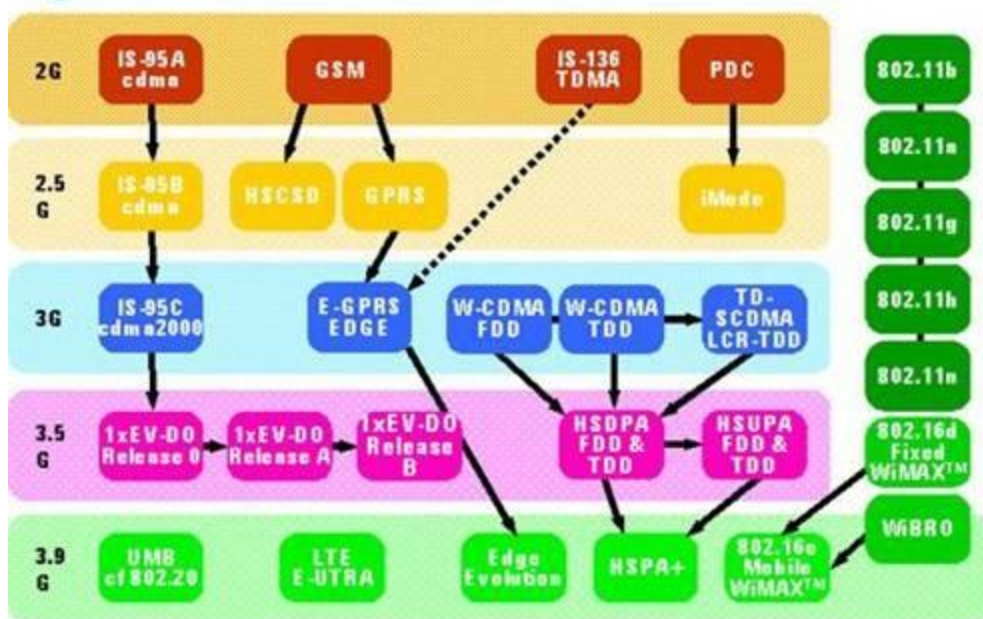 2G
IS-95A
cdma
GSM
IS-136
TDMA
PDC
802.11b
802.11a
2.5
G
IS-95B
cdma
HSCSD
GPRS
iMode
802.11g
3G
IS-95C
cdma2000
E-GPRS
EDGE
W-CDMA
FDD
W-CDMA
TDD
TD-
SCDMA
LCR-TDD
802.11h
802.11n
3.5
G
1xEV-DO
Release 0
1xEV-DO
Release A
1xEV-DO
Release
B
HSDPA
FDD &
TDD
HSUPA
FDD &
TDD
802.16d
Fixed
WiMAX™
WiBRO
3.9
G
UMB
cf 802.20
LTE
E-UTRA
Edge
Evolution
HSPA+
802.16e
Mobile
WiMAX™